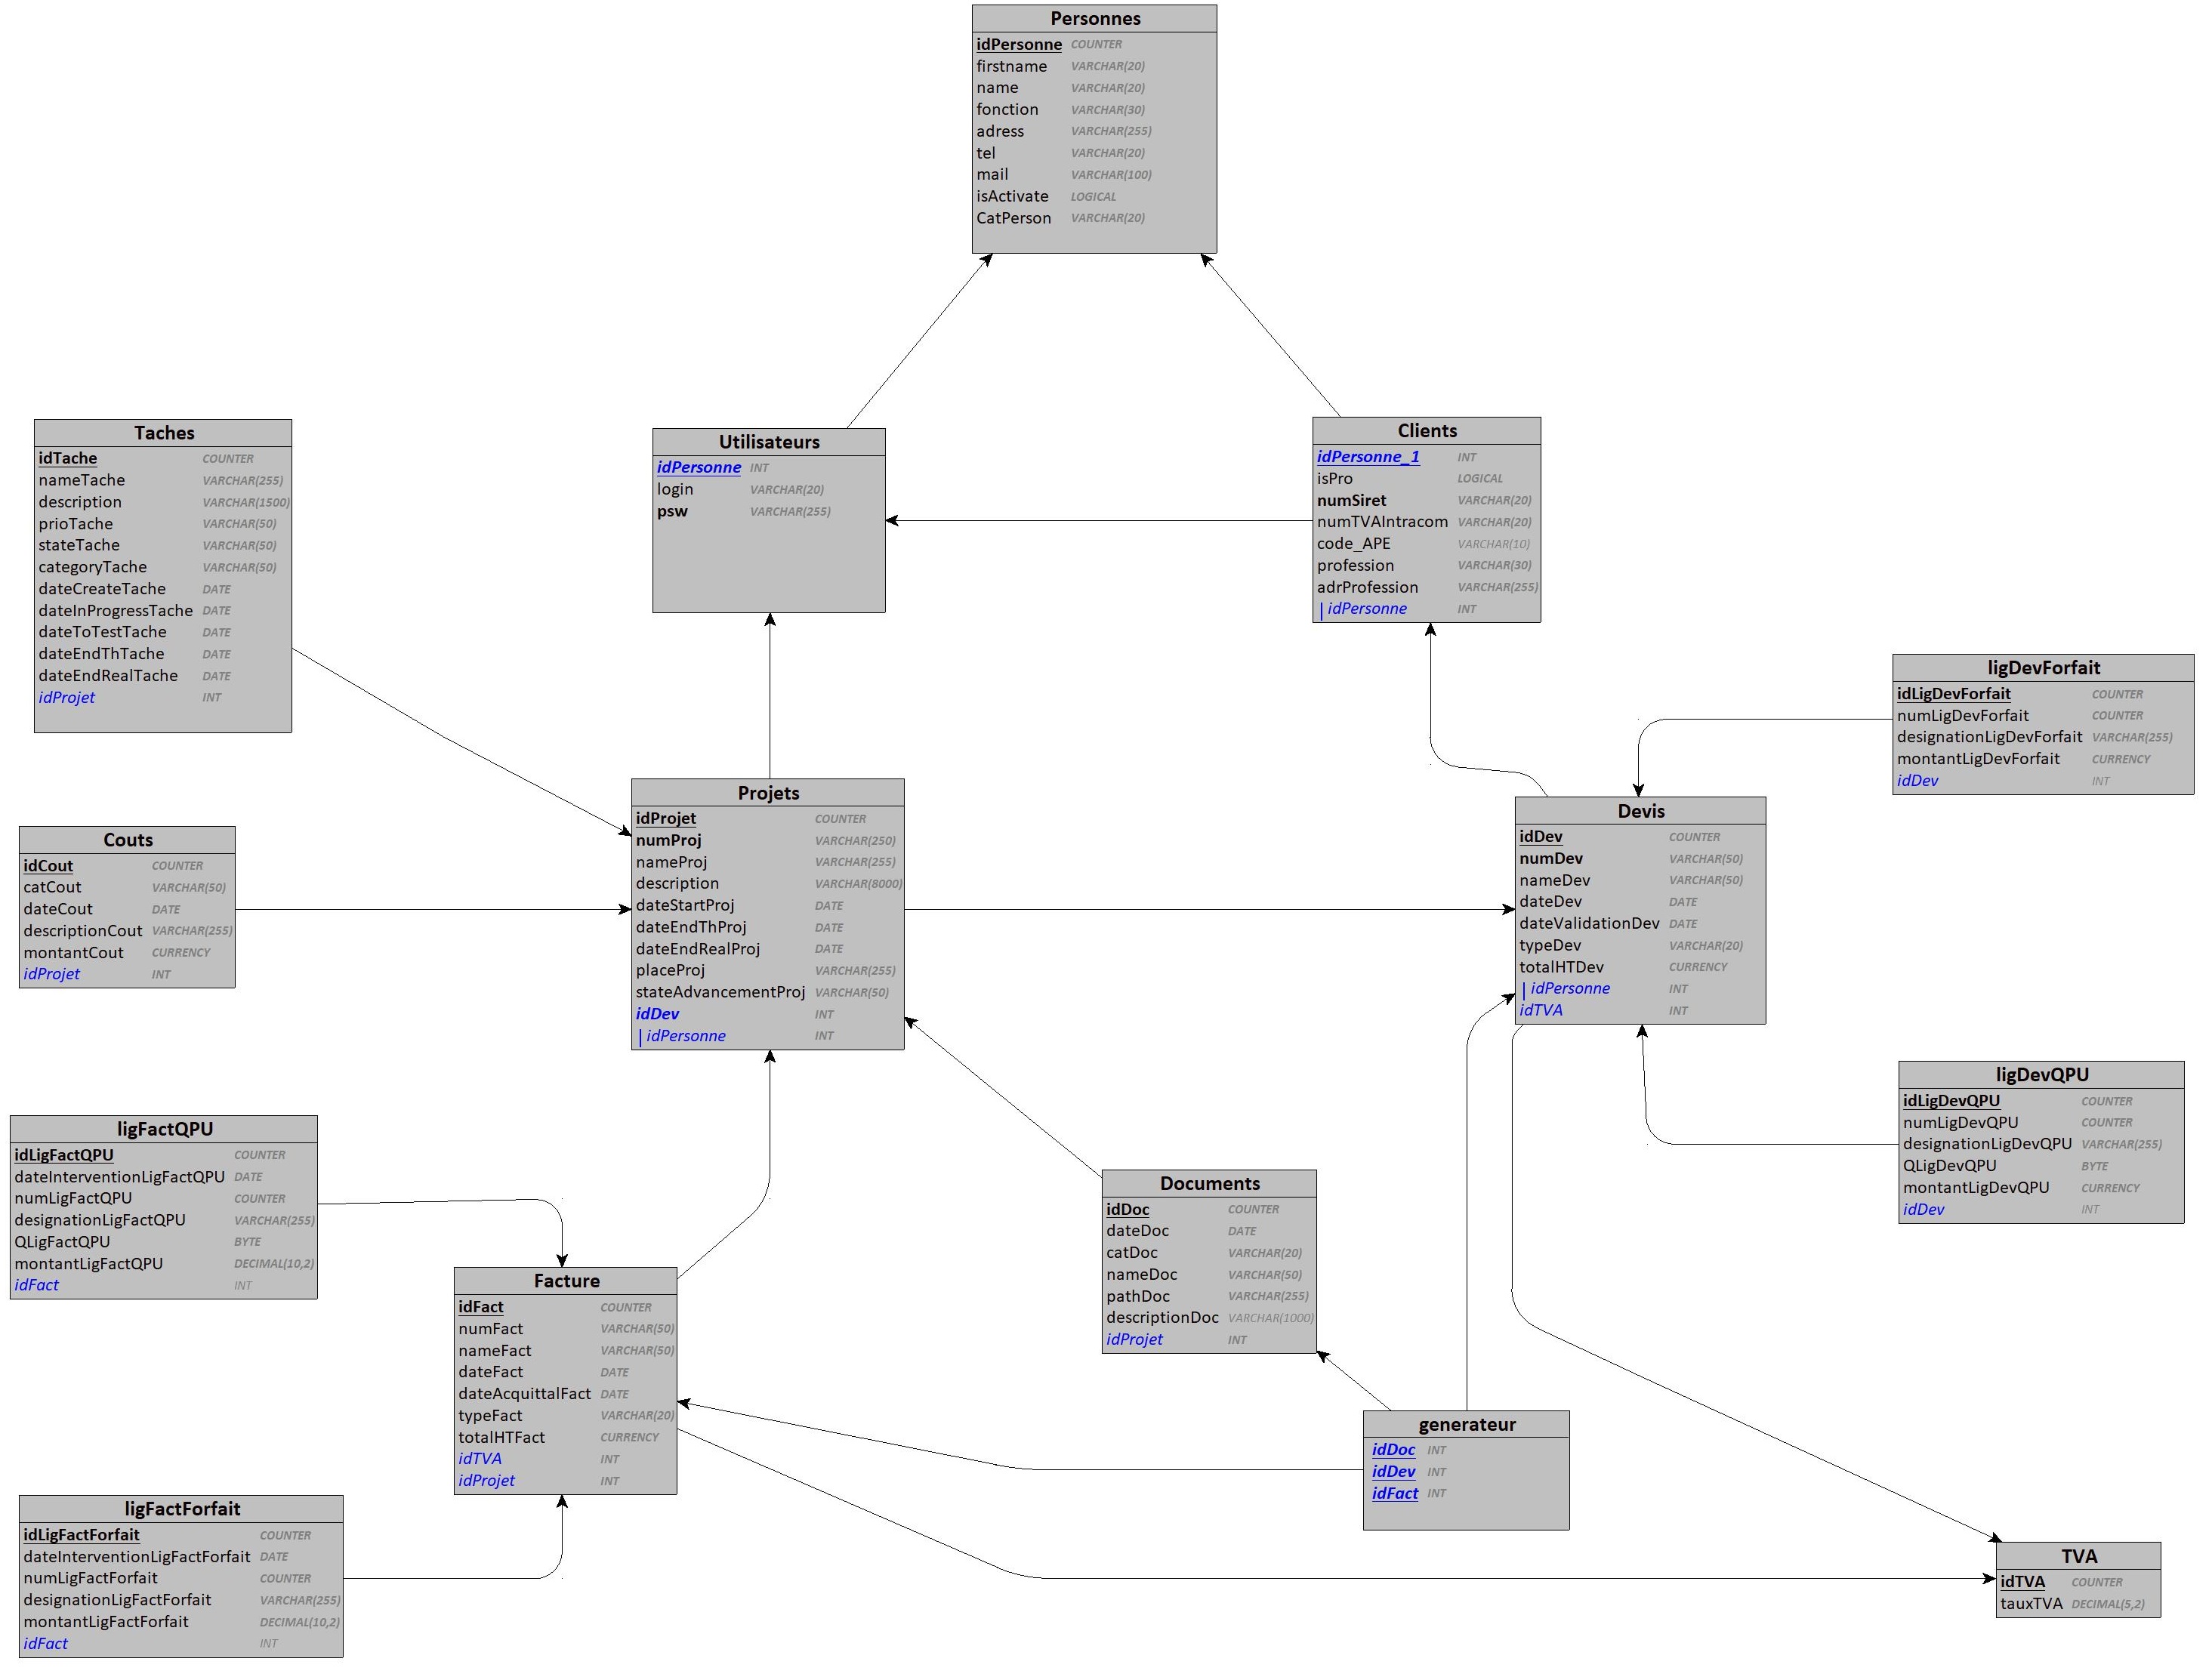 Personnes
idPersonne COUNTER
firstname VARCHAR(20)
name VARCHAR(20)
fonction VARCHAR(30)
adress VARCHAR(255)
tel VARCHAR(20)
mail VARCHAR(100)
isActivate LOGICAL
CatPerson VARCHAR(20)
Taches
idTache COUNTER
nameTache VARCHAR(255)
description VARCHAR(1500)
prioTache VARCHAR(50)
stateTache VARCHAR(50)
categoryTache VARCHAR(50)
dateCreateTache DATE
dateInProgressTache DATE
dateToTestTache DATE
dateEndThTache DATE
dateEndRealTache DATE
idProjet INT
Utilisateurs
idPersonne INT
login VARCHAR(20)
psw VARCHAR(255)
Clients
idPersonne_1 INT
isPro LOGICAL
numSiret VARCHAR(20)
numTVAIntracom VARCHAR(20)
code_APE VARCHAR(10)
profession VARCHAR(30)
adrProfession VARCHAR(255)
| idPersonne INT
ligDevForfait
idLigDevForfait COUNTER
numLigDevForfait COUNTER
designationLigDevForfait VARCHAR(255)
montantLigDevForfait CURRENCY
idDev INT
Couts
idCout COUNTER
catCout VARCHAR(50)
dateCout DATE
descriptionCout VARCHAR(255)
montantCout CURRENCY
idProjet INT
Projets
idProjet COUNTER
numProj VARCHAR(250)
nameProj VARCHAR(255)
description VARCHAR(8000)
dateStartProj DATE
dateEndThProj DATE
dateEndRealProj DATE
placeProj VARCHAR(255)
stateAdvancementProj VARCHAR(50)
idDev INT
| idPersonne INT
Devis
idDev COUNTER
numDev VARCHAR(50)
nameDev VARCHAR(50)
dateDev DATE
dateValidationDev DATE
typeDev VARCHAR(20)
totalHTDev CURRENCY
| idPersonne INT
idTVA INT
ligDevQPU
idLigDevQPU COUNTER
numLigDevQPU COUNTER
designationLigDevQPU VARCHAR(255)
QLigDevQPU BYTE
montantLigDevQPU CURRENCY
idDev INT
ligFactQPU
idLigFactQPU COUNTER
dateInterventionLigFactQPU DATE
numLigFactQPU COUNTER
designationLigFactQPU VARCHAR(255)
QLigFactQPU BYTE
montantLigFactQPU DECIMAL(10,2)
idFact INT
Documents
idDoc COUNTER
dateDoc DATE
catDoc VARCHAR(20)
nameDoc VARCHAR(50)
pathDoc VARCHAR(255)
descriptionDoc VARCHAR(1000)
idProjet INT
Facture
idFact COUNTER
numFact VARCHAR(50)
nameFact VARCHAR(50)
dateFact DATE
dateAcquittalFact DATE
typeFact VARCHAR(20)
totalHTFact CURRENCY
idTVA INT
idProjet INT
generateur
idDoc INT
idDev INT
idFact INT
ligFactForfait
idLigFactForfait COUNTER
dateInterventionLigFactForfait DATE
numLigFactForfait COUNTER
designationLigFactForfait VARCHAR(255)
montantLigFactForfait DECIMAL(10,2)
idFact INT
TVA
idTVA COUNTER
tauxTVA DECIMAL(5,2)